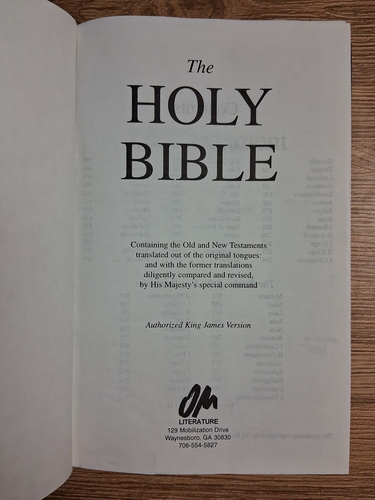 The
HOLY
BIBLE
Containing the Old and New Testaments
translated out of the original tongues:
and with the former translations
diligently compared and revised,
by His Majesty's special command
Authorized King James Version
OM
LITERATURE
129 Mobilization Drive
Waynesboro, GA 30830
706-554-5827